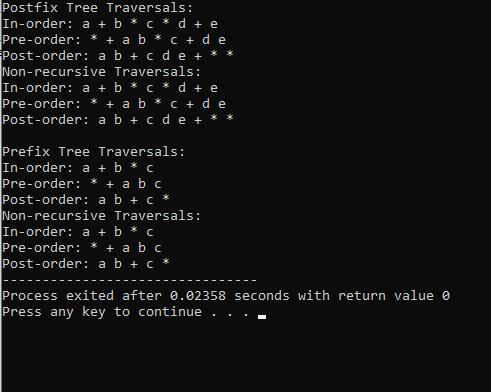 Postfix Tree Traversals:
In-order: a + b * c * d + e
Pre-order: * + a b * c + d e
Post-order: a b + c d e + * *
Non-recursive Traversals:
In-order: a + b * c * d + e
Pre-order: * + a b * c + d e
Post-order: a b + c d e + * *
Prefix Tree Traversals:
In-order: a + b * c
Pre-order: * + a b c
Post-order: a b + c *
Non-recursive Traversals:
In-order: a + b * c
Pre-order: * + a b c
Post-order: a b + c *
--------------------------------
Process exited after 0.02358 seconds with return value 0
Press any key to continue . . .